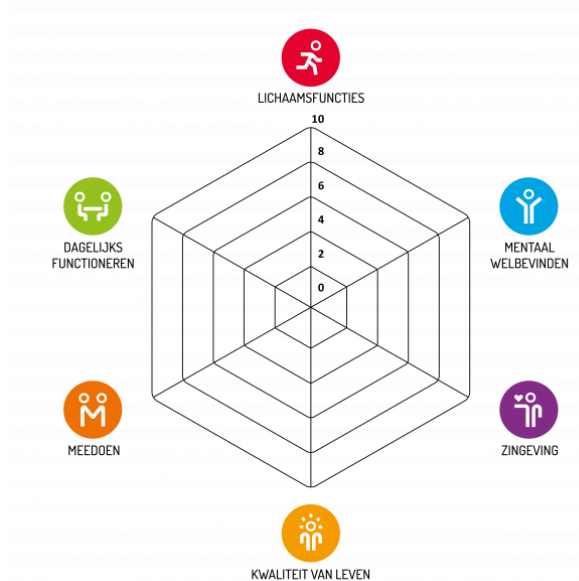 LICHAAMSFUNCTIES
10
8
6
4
2
0
DAGELIJKS
FUNCTIONEREN
MENTAAL
WELBEVINDEN
MEEDOEN
ZINGEVING
KWALITEIT VAN LEVEN